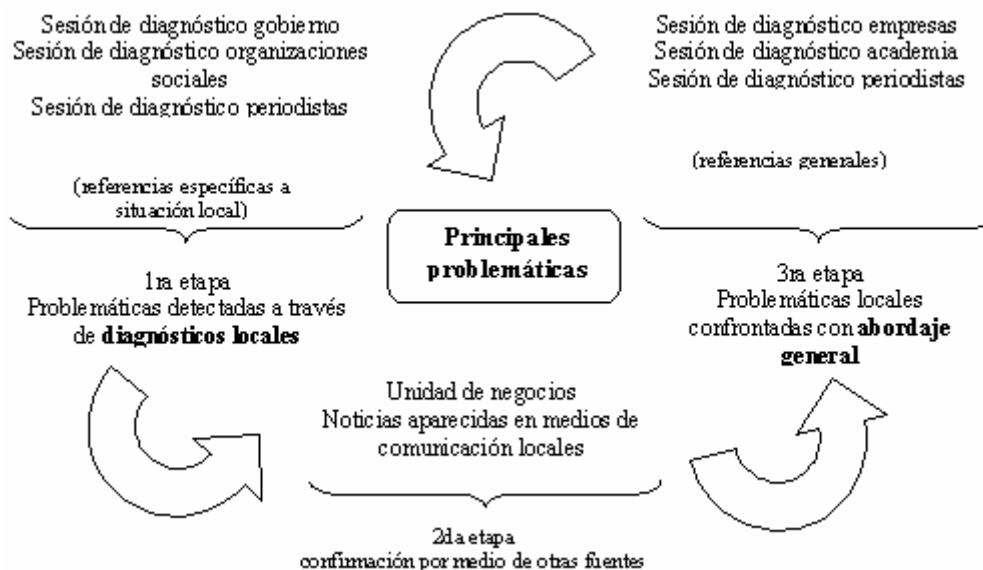 Sesión de diagnóstico gobierno
Sesión de diagnóstico organizaciones
sociales
Sesión de diagnóstico periodistas
(referencias específicas a
situación local)
1ra etapa
Problemáticas detectadas a través
de diagnósticos locales
Sesión de diagnóstico empresas
Sesión de diagnóstico academia
Sesión de diagnóstico periodistas
(referencias generales)
3ra etapa
Problemáticas locales
confrontadas con abordaje
general
Principales
problemáticas
Unidad de negocios
Noticias aparecidas en medios de
comunicación locales
2da etapa
confirmación por medio de otras fuentes